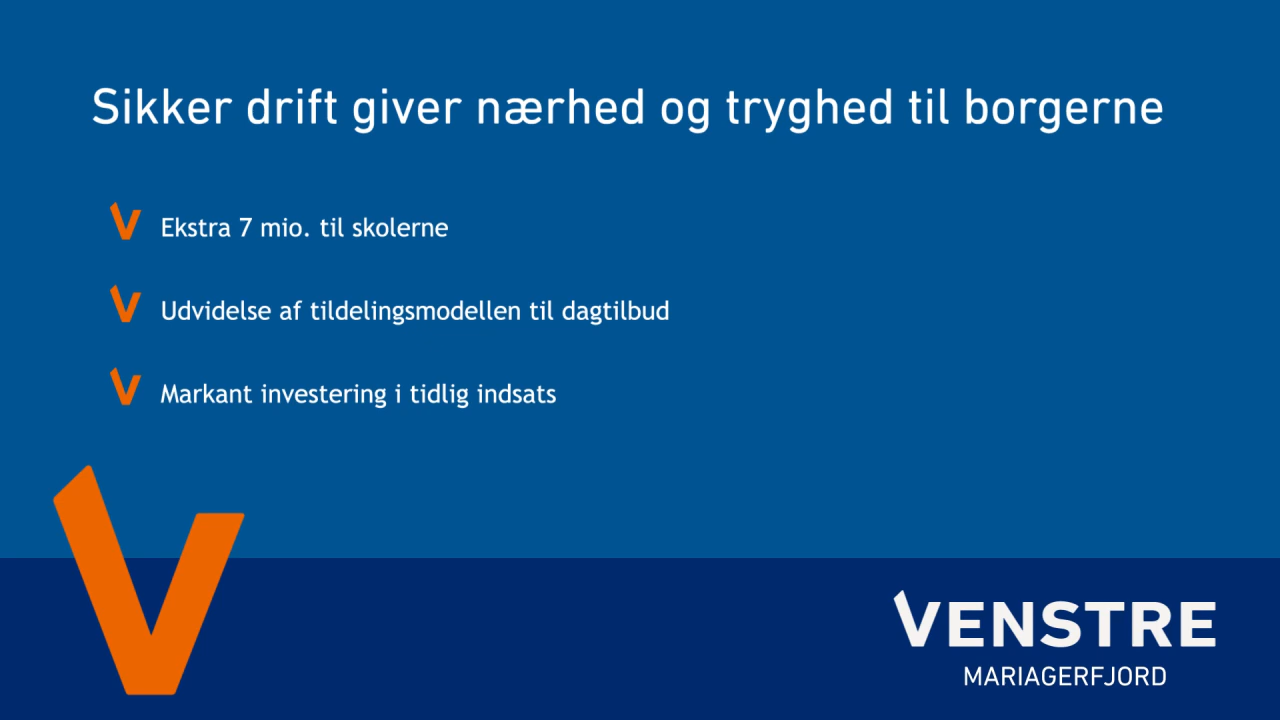 Sikker drift giver nærhed og tryghed til borgerne
Ekstra 7 mio. til skolerne
Udvidelse af tildelingsmodellen til dagtilbud
Markant investering i tidlig indsats
V
VENSTRE
MARIAGERFJORD